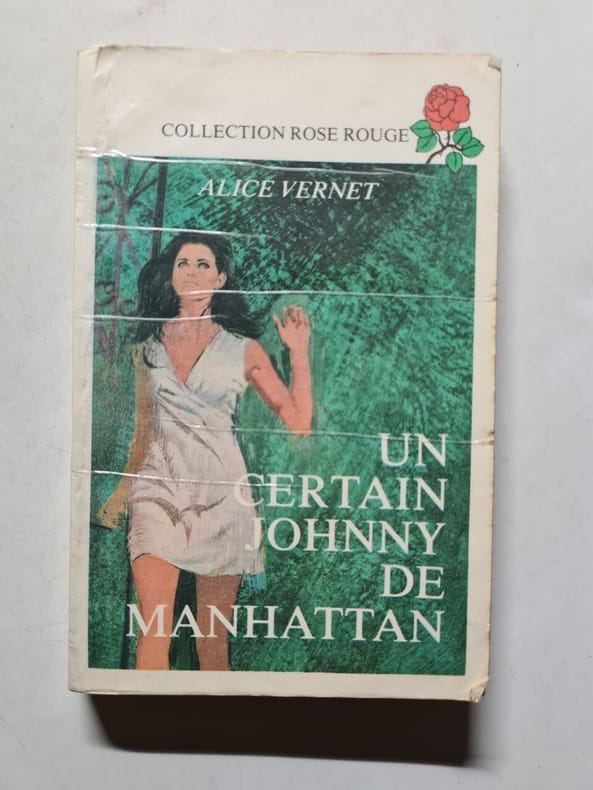 COLLECTION ROSE ROUGE
ALICE VERNET
UN
CERTAIN
JOHNNY
DE
MANHATTAN